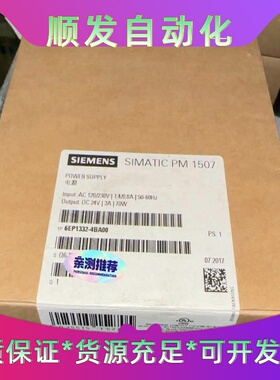 顺发自动化
SIEMENS
SIMATIC PM 1507
POWER SUPPLY
电源
Input: AC 120/230V | 1,4/0,8A | 50-60Hz
Output: DC 24V | 3A | 70W
6EP1332-4BA00
PS: 1
07.2017
亲测推荐
质保证*货源充足*可开发